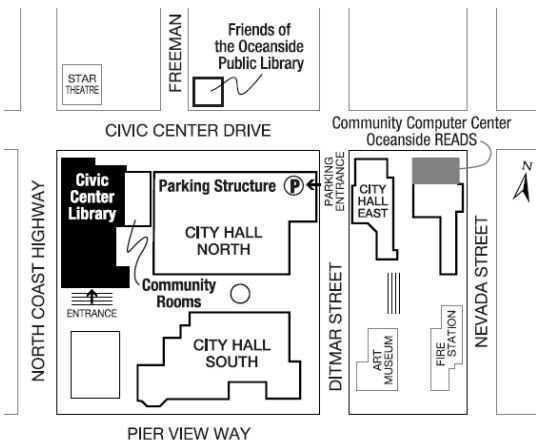 FREEMAN
Friends of
the Oceanside
Public Library
STAR
THEATRE
CIVIC CENTER DRIVE
Community Computer Center
Oceanside READS
Civic
Center
Library
Parking Structure P
PARKING
ENTRANCE
CITY
HALL
EAST
N
CITY HALL
NORTH
NORTH COAST HIGHWAY
Community
Rooms
ENTRANCE
DITMAR STREET
NEVADA STREET
CITY HALL
SOUTH
ART
MUSEUM
FIRE
STATION
PIER VIEW WAY